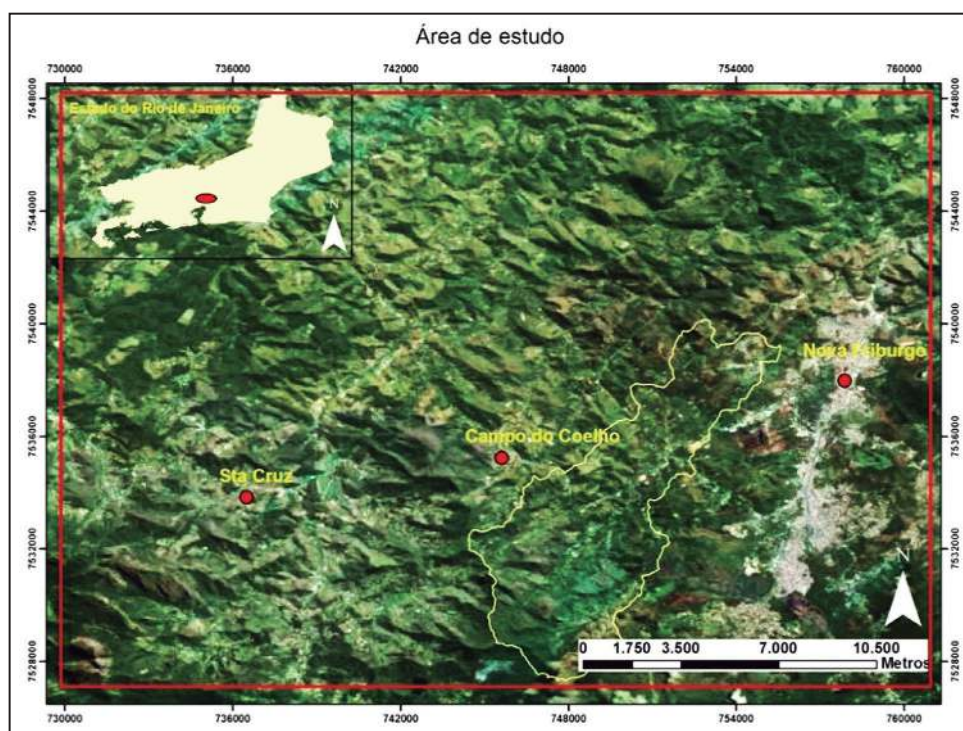 Área de estudo
730000 736000 742000 748000 754000 760000
7548000
7544000
7540000
7536000
7532000
7528000
Estado do Rio de Janeiro
N
Nova Friburgo
Campo do Coelho
Sta Cruz
N
0 1.750 3.500 7.000 10.500
Metros
7548000
7544000
7540000
7536000
7532000
7528000
730000 736000 742000 748000 754000 760000